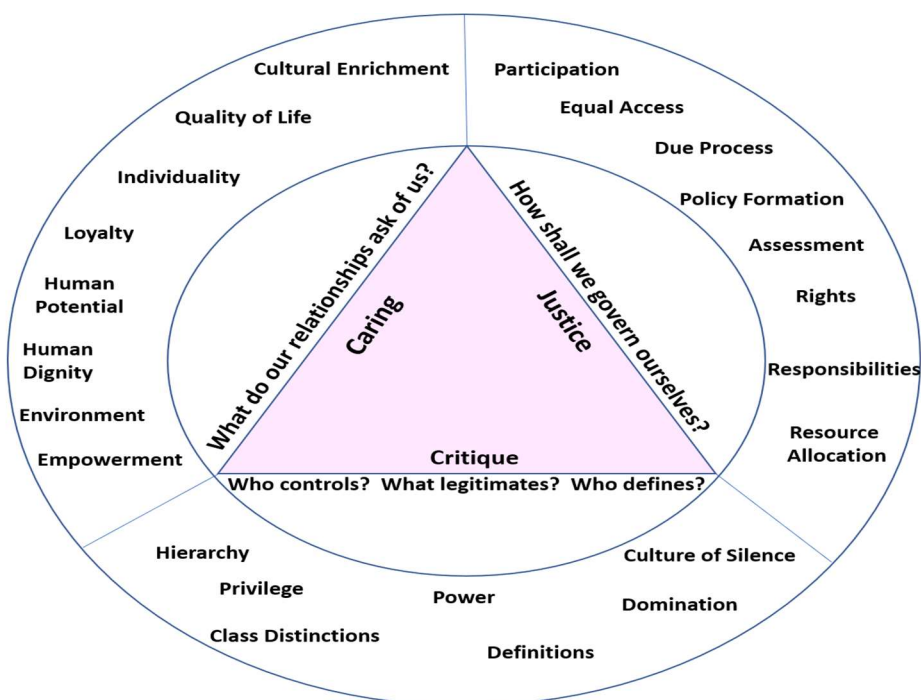 Cultural Enrichment
Quality of Life
Individuality
Loyalty
Human
Potential
Human
Dignity
Environment
Empowerment
Participation
Equal Access
Due Process
Policy Formation
Assessment
Rights
Responsibilities
Resource
Allocation
What do our relationships ask of us?
Caring
How shall we govern ourselves?
Justice
Critique
Who controls? What legitimates? Who defines?
Hierarchy
Privilege
Class Distinctions
Power
Definitions
Culture of Silence
Domination